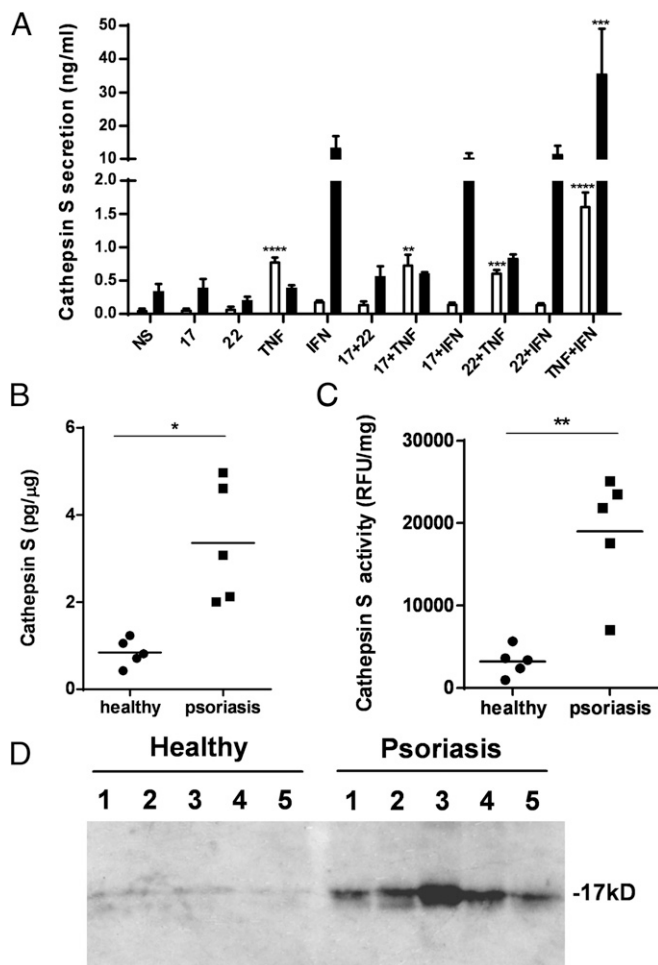 A
Cathepsin S secretion (ng/ml)
50
40
30
20
10
2.0
1.5
1.0
0.5
0.0
****
**
***
****
***
NS
17
22
TNF
IFN
17+22
17+TNF
17+IFN
22+TNF
22+IFN
TNF+IFN
B
Cathepsin S (pg/µg)
6
4
2
0
*
healthy
psoriasis
C
Cathepsin S activity (RFU/mg)
30000
20000
10000
0
**
healthy
psoriasis
D
Healthy
Psoriasis
1 2 3 4 5
1 2 3 4 5
-17kD